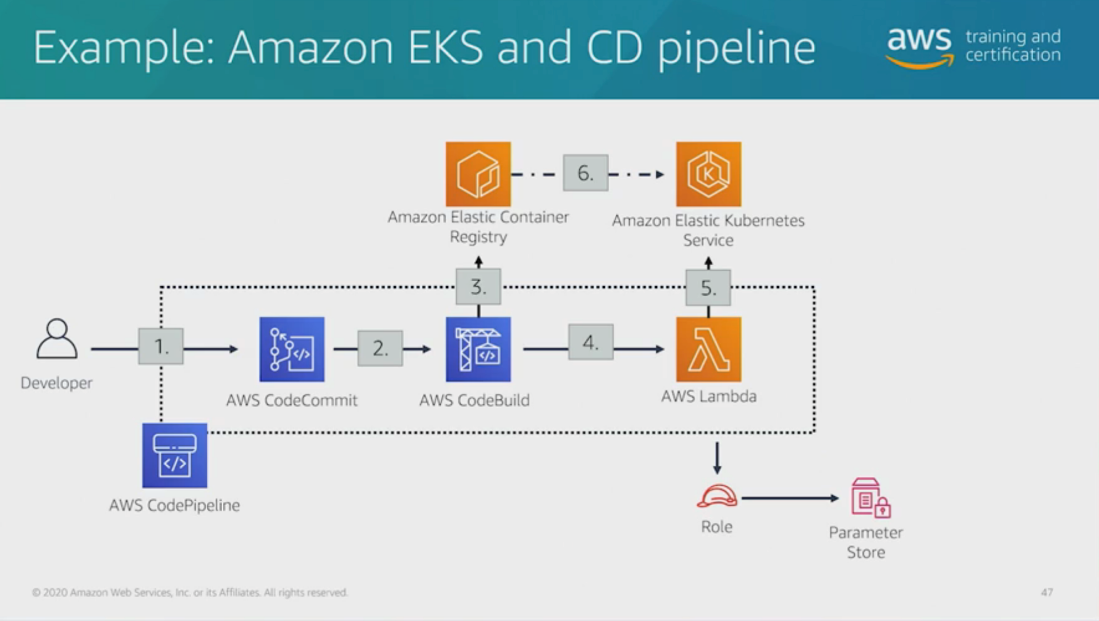 Example: Amazon EKS and CD pipeline
aws training and
certification
6.
Amazon Elastic Container
Registry
Amazon Elastic Kubernetes
Service
3.
5.
1.
2.
4.
Developer
AWS CodeCommit
AWS CodeBuild
AWS Lambda
AWS CodePipeline
Role
Parameter
Store
© 2020 Amazon Web Services, Inc. or its Affiliates. All rights reserved.
47